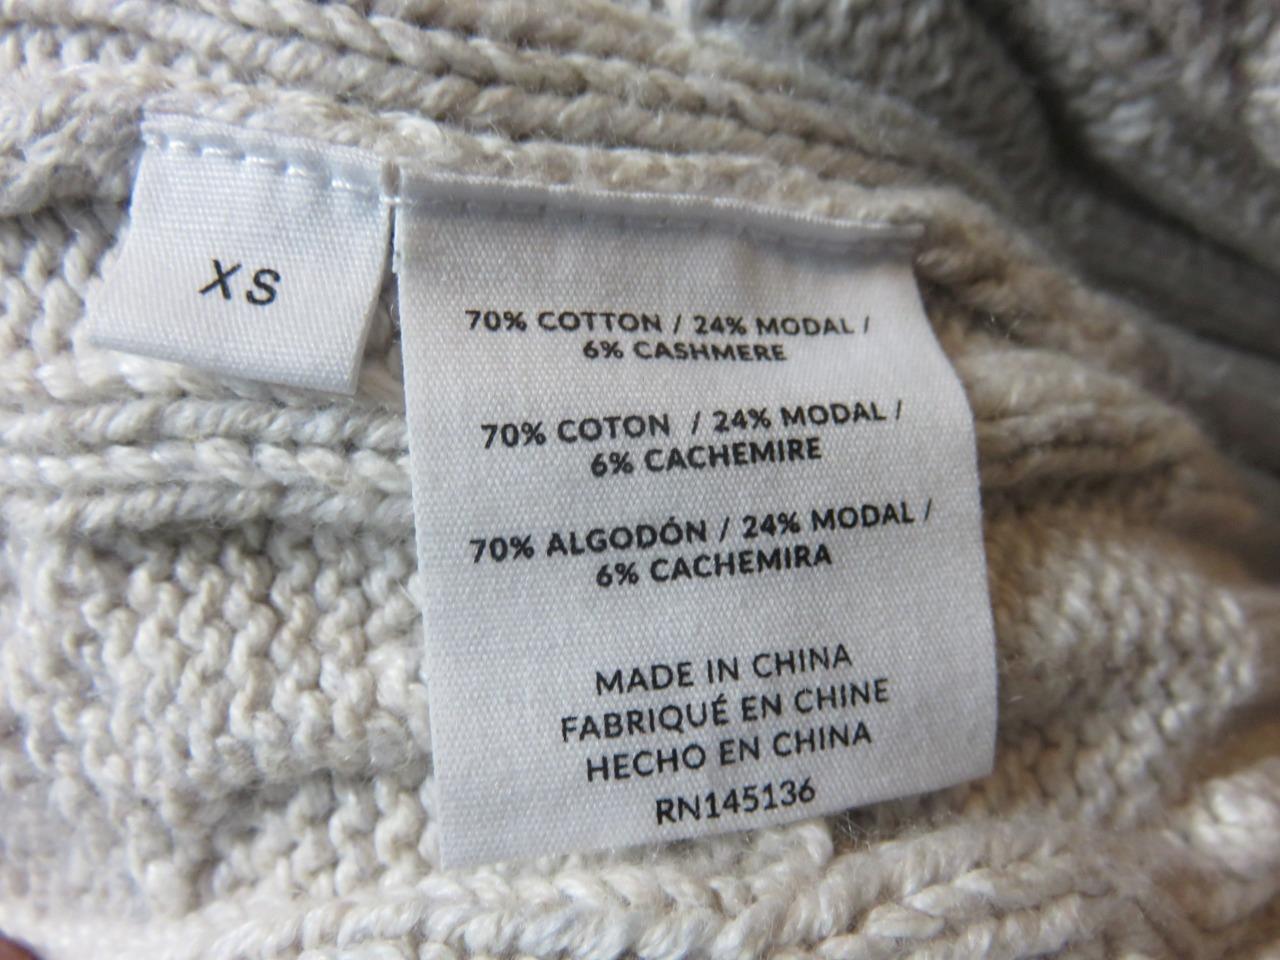 XS
70% COTTON / 24% MODAL /
6% CASHMERE
70% COTON / 24% MODAL /
6% CACHEMIRE
70% ALGODÓN / 24% MODAL /
6% CACHEMIRA
MADE IN CHINA
FABRIQUÉ EN CHINE
HECHO EN CHINA
RN145136